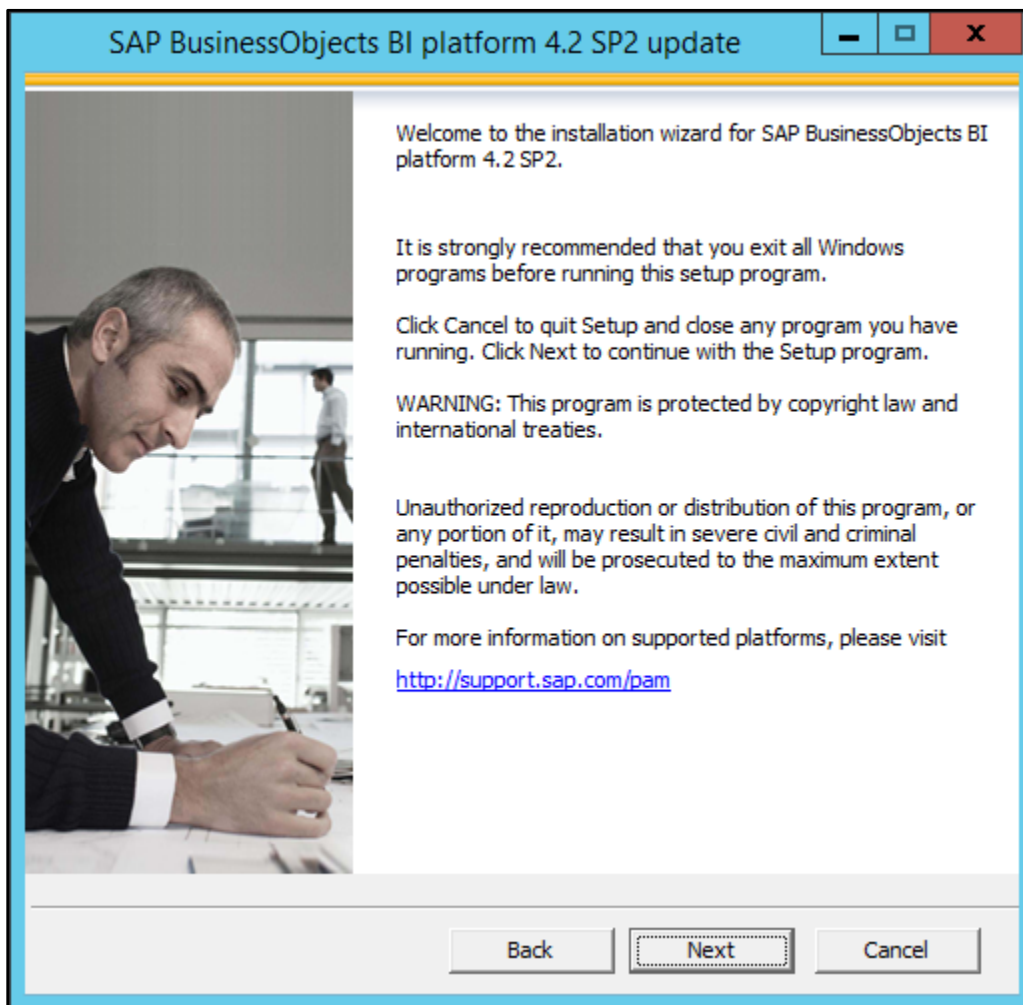 SAP BusinessObjects BI platform 4.2 SP2 update
Welcome to the installation wizard for SAP BusinessObjects BI
platform 4.2 SP2.
It is strongly recommended that you exit all Windows
programs before running this setup program.
Click Cancel to quit Setup and close any program you have
running. Click Next to continue with the Setup program.
WARNING: This program is protected by copyright law and
international treaties.
Unauthorized reproduction or distribution of this program, or
any portion of it, may result in severe civil and criminal
penalties, and will be prosecuted to the maximum extent
possible under law.
For more information on supported platforms, please visit
http://support.sap.com/pam
Back Next Cancel